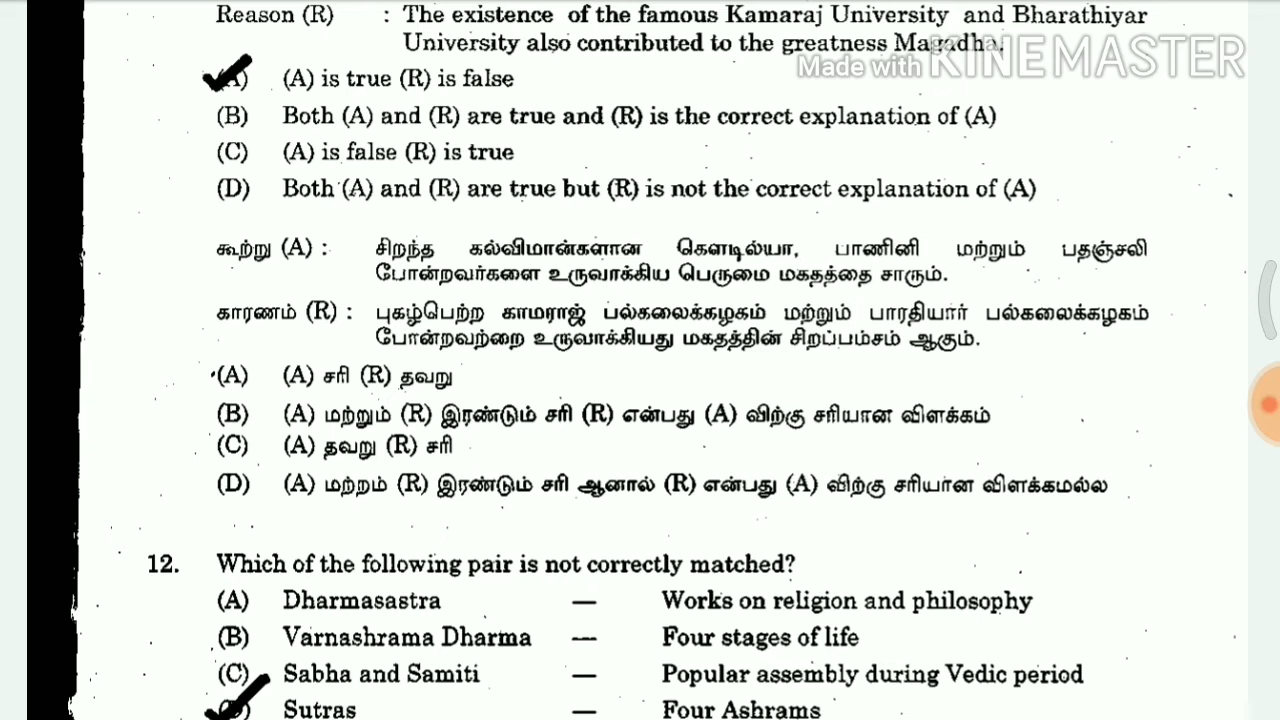 Reason (R) : The existence of the famous Kamaraj University and Bharathiyar
University also contributed to the greatness Magadha.
Made with KINEMASTER
(A) (A) is true (R) is false
(B) Both (A) and (R) are true and (R) is the correct explanation of (A)
(C) (A) is false (R) is true
(D) Both (A) and (R) are true but (R) is not the correct explanation of (A)
கூற்று (A) : சிறந்த கல்விமான்களான கௌடில்யா, பாணினி மற்றும் பதஞ்சலி
போன்றவர்களை உருவாக்கிய பெருமை மகதத்தை சாரும்.
காரணம் (R) : புகழ்பெற்ற காமராஜ் பல்கலைக்கழகம் மற்றும் பாரதியார் பல்கலைக்கழகம்
போன்றவற்றை உருவாக்கியது மகதத்தின் சிறப்பம்சம் ஆகும்.
(A) (A) சரி (R) தவறு
(B) (A) மற்றும் (R) இரண்டும் சரி (R) என்பது (A) விற்கு சரியான விளக்கம்
(C) (A) தவறு (R) சரி
(D) (A) மற்றம் (R) இரண்டும் சரி ஆனால் (R) என்பது (A) விற்கு சரியான விளக்கமல்ல
12. Which of the following pair is not correctly matched?
(A) Dharmasastra — Works on religion and philosophy
(B) Varnashrama Dharma — Four stages of life
(C) Sabha and Samiti — Popular assembly during Vedic period
(D) Sutras — Four Ashrams